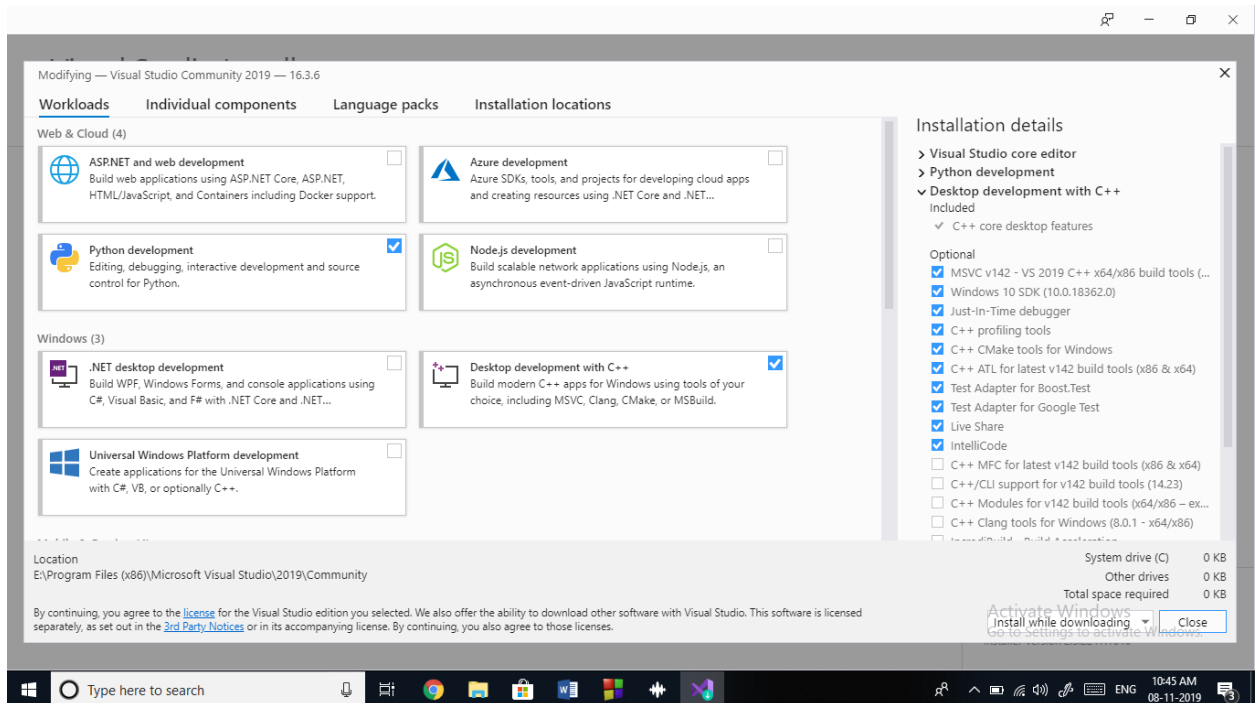 Modifying — Visual Studio Community 2019 — 16.3.6
Workloads Individual components Language packs Installation locations
Web & Cloud (4)
ASP.NET and web development
Build web applications using ASP.NET Core, ASP.NET,
HTML/JavaScript, and Containers including Docker support.
Azure development
Azure SDKs, tools, and projects for developing cloud apps
and creating resources using .NET Core and .NET...
Python development
Editing, debugging, interactive development and source
control for Python.
Node.js development
Build scalable network applications using Node.js, an
asynchronous event-driven JavaScript runtime.
Windows (3)
.NET
.NET desktop development
Build WPF, Windows Forms, and console applications using
C#, Visual Basic, and F# with .NET Core and .NET...
Desktop development with C++
Build modern C++ apps for Windows using tools of your
choice, including MSVC, Clang, CMake, or MSBuild.
Universal Windows Platform development
Create applications for the Universal Windows Platform
with C#, VB, or optionally C++.
Installation details
Visual Studio core editor
Python development
Desktop development with C++
Included
C++ core desktop features
Optional
MSVC v142 - VS 2019 C++ x64/x86 build tools (...
Windows 10 SDK (10.0.18362.0)
Just-In-Time debugger
C++ profiling tools
C++ CMake tools for Windows
C++ ATL for latest v142 build tools (x86 & x64)
Test Adapter for Boost.Test
Test Adapter for Google Test
Live Share
IntelliCode
C++ MFC for latest v142 build tools (x86 & x64)
C++/CLI support for v142 build tools (14.23)
C++ Modules for v142 build tools (x64/x86 – ex...
C++ Clang tools for Windows (8.0.1 - x64/x86)
Location
E:\Program Files (x86)\Microsoft Visual Studio\2019\Community
System drive (C) 0 KB
Other drives 0 KB
Total space required 0 KB
By continuing, you agree to the license for the Visual Studio edition you selected. We also offer the ability to download other software with Visual Studio. This software is licensed
separately, as set out in the 3rd Party Notices or in its accompanying license. By continuing, you also agree to those licenses.
Activate Windows
Go to Settings to activate Windows.
Install while downloading
Close
Type here to search
ENG
10:45 AM
08-11-2019
3